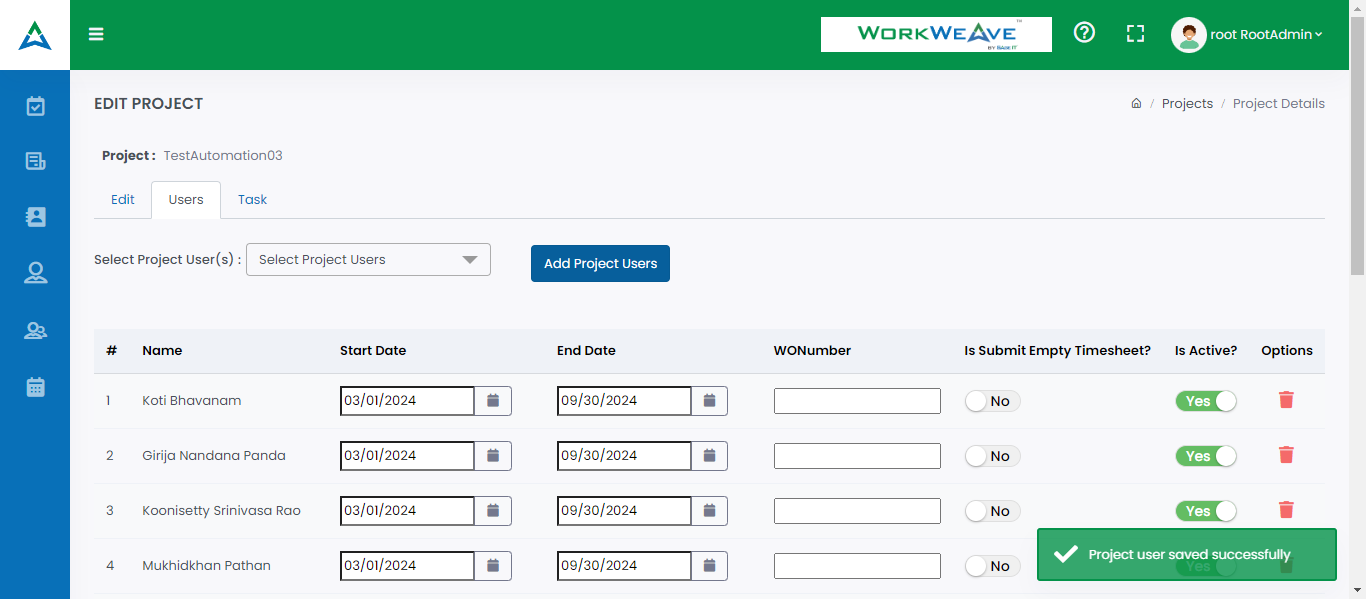 WORKWEAVE
TM
BY SAGE IT
root RootAdmin
EDIT PROJECT
/ Projects / Project Details
Project : TestAutomation03
Edit Users Task
Select Project User(s) : Select Project Users Add Project Users
# Name Start Date End Date WONumber Is Submit Empty Timesheet? Is Active? Options
1 Koti Bhavanam 03/01/2024 09/30/2024 No Yes
2 Girija Nandana Panda 03/01/2024 09/30/2024 No Yes
3 Koonisetty Srinivasa Rao 03/01/2024 09/30/2024 No Yes
4 Mukhidkhan Pathan 03/01/2024 09/30/2024 No Yes
Project user saved successfully